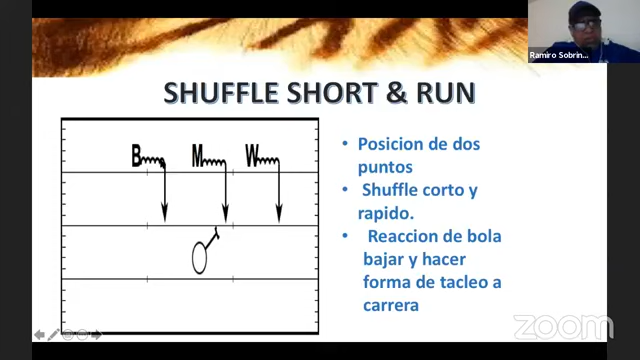 Ramiro Sobrin...
SHUFFLE SHORT & RUN
B M W
• Posicion de dos
puntos
• Shuffle corto y
rapido.
• Reaccion de bola
bajar y hacer
forma de tacleo a
carrera
zoom